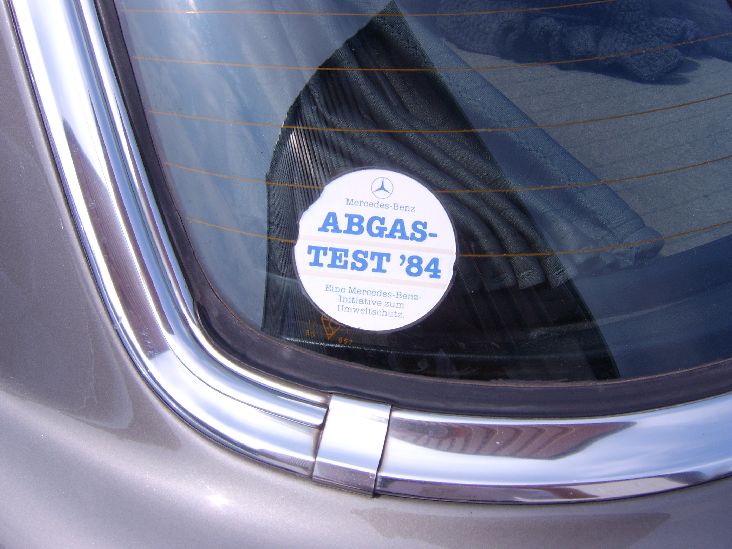 Mercedes-Benz
ABGAS-
TEST '84
Eine Mercedes-Benz
Initiative zum
Umweltschutz.